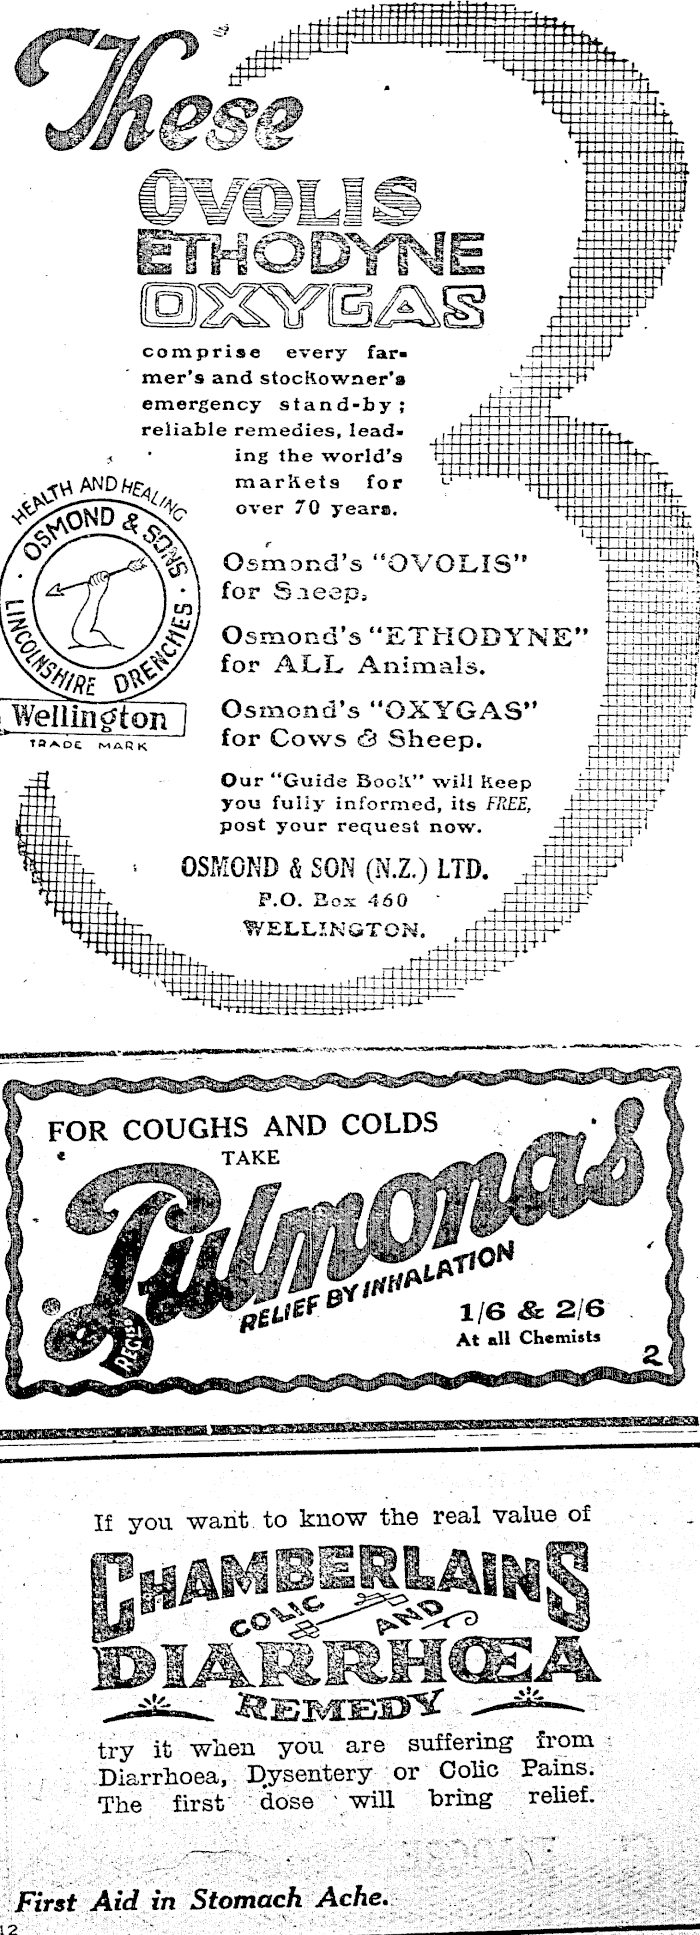 These
OVOLIS
ETHODYNE
OXYGAS
comprise every far-
mer's and stockowner's
emergency stand-by;
reliable remedies, lead-
ing the world's
markets for
over 70 years.
HEALTH AND HEALING
OSMOND & SONS
LINCOLNSHIRE DRENCHES
Wellington
TRADE MARK
Osmond's "OVOLIS"
for Sheep.
Osmond's "ETHODYNE"
for ALL Animals.
Osmond's "OXYGAS"
for Cows & Sheep.
Our "Guide Book" will keep
you fully informed, its FREE,
post your request now.
OSMOND & SON (N.Z.) LTD.
P.O. Box 460
WELLINGTON.
FOR COUGHS AND COLDS
TAKE
Pulmonas
RELIEF BY INHALATION
REGIS
1/6 & 2/6
At all Chemists
2
If you want to know the real value of
CHAMBERLAINS
COLIC AND
DIARRHŒA
REMEDY
try it when you are suffering from
Diarrhoea, Dysentery or Colic Pains.
The first dose will bring relief.
First Aid in Stomach Ache.
12